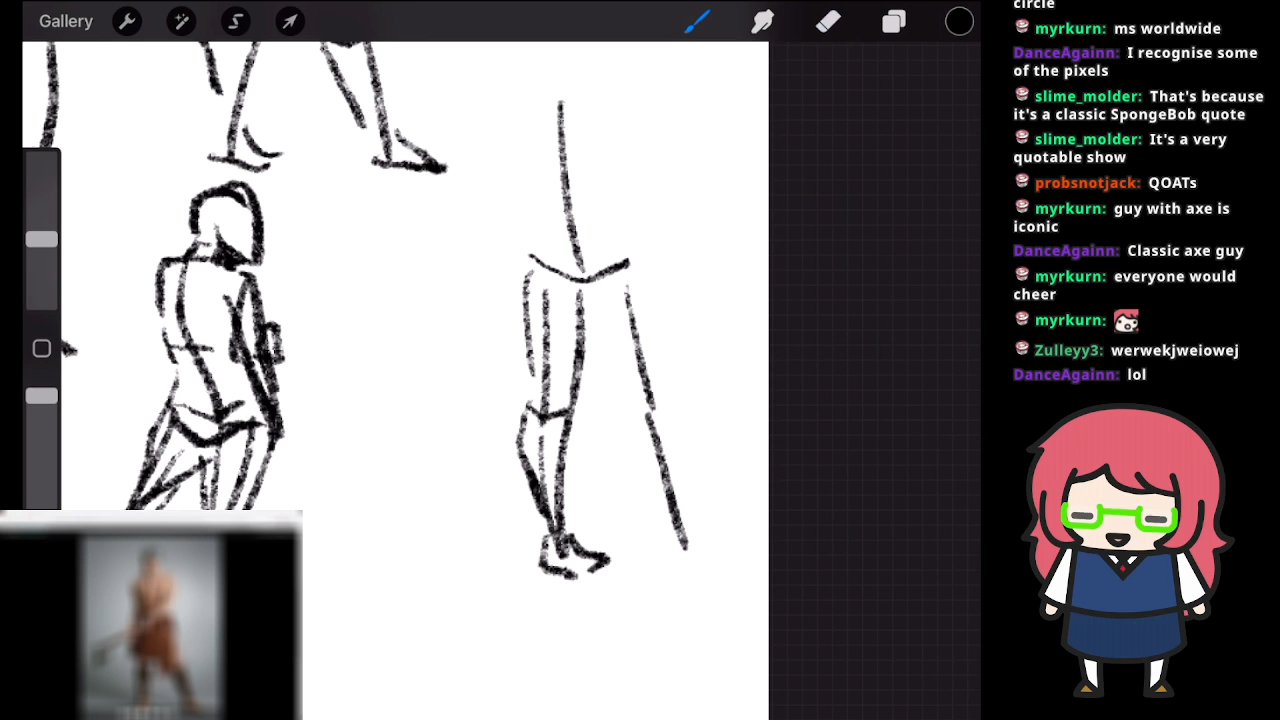 Gallery
circle
myrkurn: ms worldwide
DanceAgainn: I recognise some
of the pixels
slime_molder: That's because
it's a classic SpongeBob quote
slime_molder: It's a very
quotable show
probsnotjack: QOATs
myrkurn: guy with axe is
iconic
DanceAgainn: Classic axe guy
myrkurn: everyone would
cheer
myrkurn:
Zulleyy3: werwekjweiowej
DanceAgainn: lol